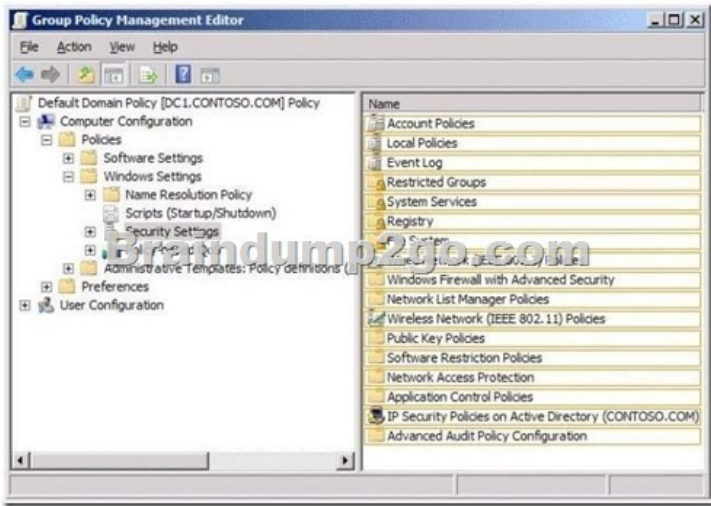 Group Policy Management Editor
File Action View Help
Default Domain Policy [DC1.CONTOSO.COM] Policy
Computer Configuration
Policies
Software Settings
Windows Settings
Name Resolution Policy
Scripts (Startup/Shutdown)
Security Settings
Administrative Templates: Policy definitions (
Preferences
User Configuration
Name
Account Policies
Local Policies
Event Log
Restricted Groups
System Services
Registry
System
Windows Firewall with Advanced Security
Network List Manager Policies
Wireless Network (IEEE 802.11) Policies
Public Key Policies
Software Restriction Policies
Network Access Protection
Application Control Policies
IP Security Policies on Active Directory (CONTOSO.COM)
Advanced Audit Policy Configuration
Braindump2go.com